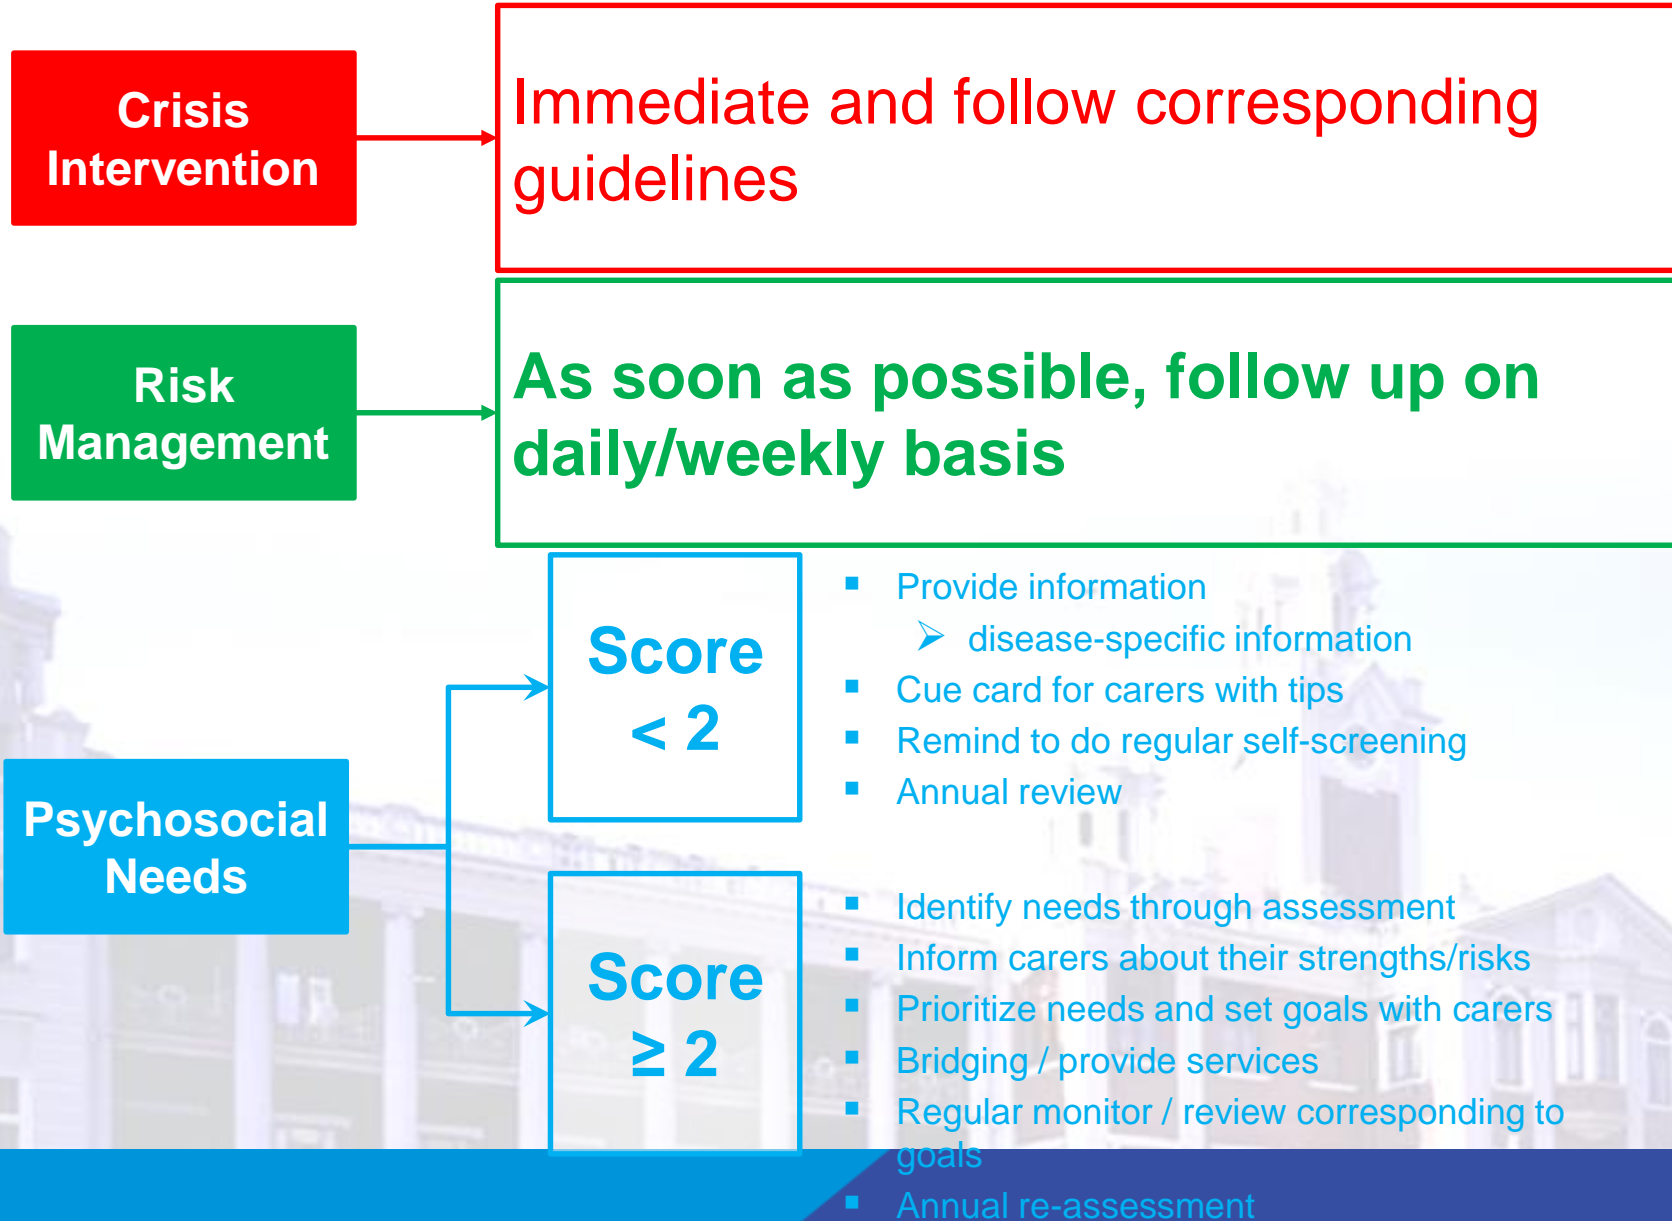 Crisis
Intervention
Immediate and follow corresponding
guidelines
Risk
Management
As soon as possible, follow up on
daily/weekly basis
Psychosocial
Needs
Score
< 2
▪ Provide information
➢ disease-specific information
▪ Cue card for carers with tips
▪ Remind to do regular self-screening
▪ Annual review
Score
≥ 2
▪ Identify needs through assessment
▪ Inform carers about their strengths/risks
▪ Prioritize needs and set goals with carers
▪ Bridging / provide services
▪ Regular monitor / review corresponding to
goals
▪ Annual re-assessment